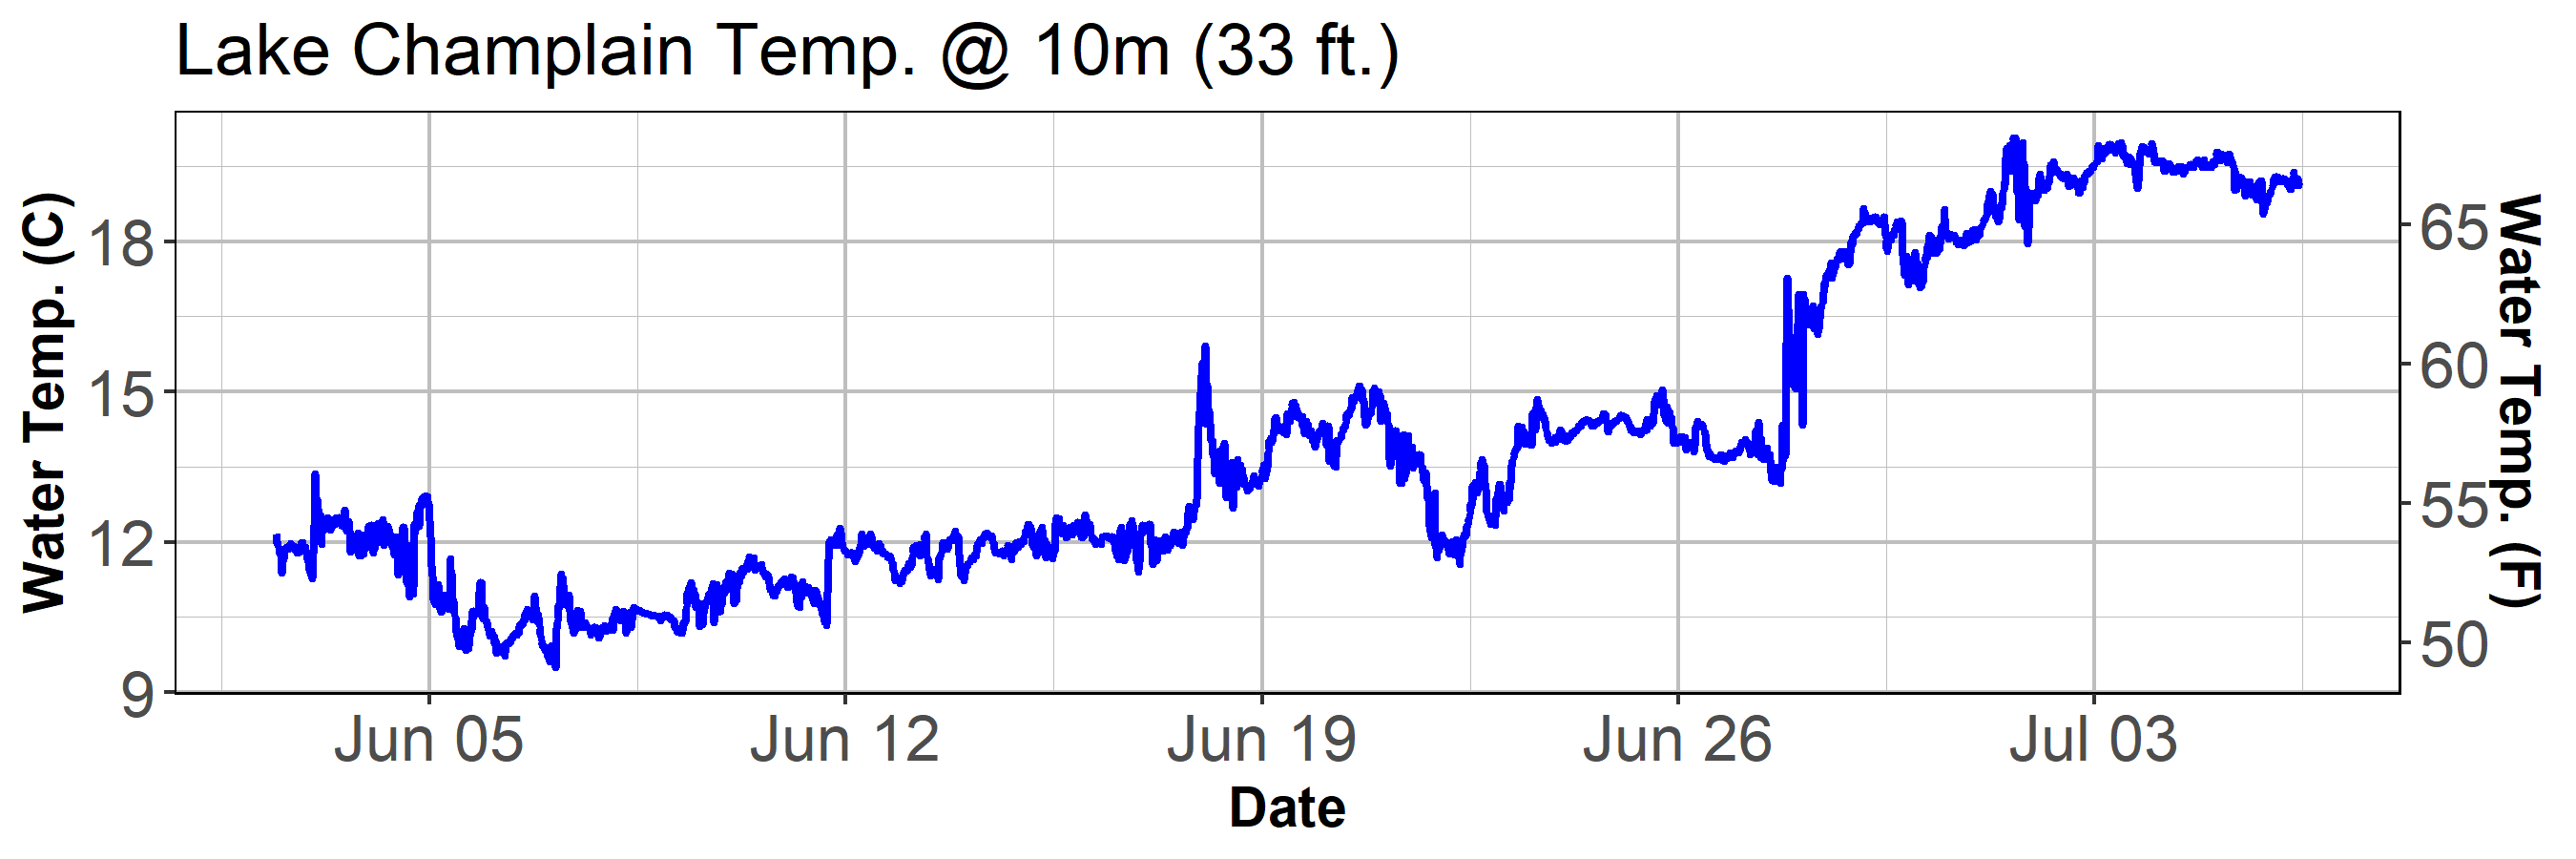 Lake Champlain Temp. @ 10m (33 ft.)
Water Temp. (C)
18
15
12
9
65
60
55
50
Water Temp. (F)
Jun 05 Jun 12 Jun 19 Jun 26 Jul 03
Date